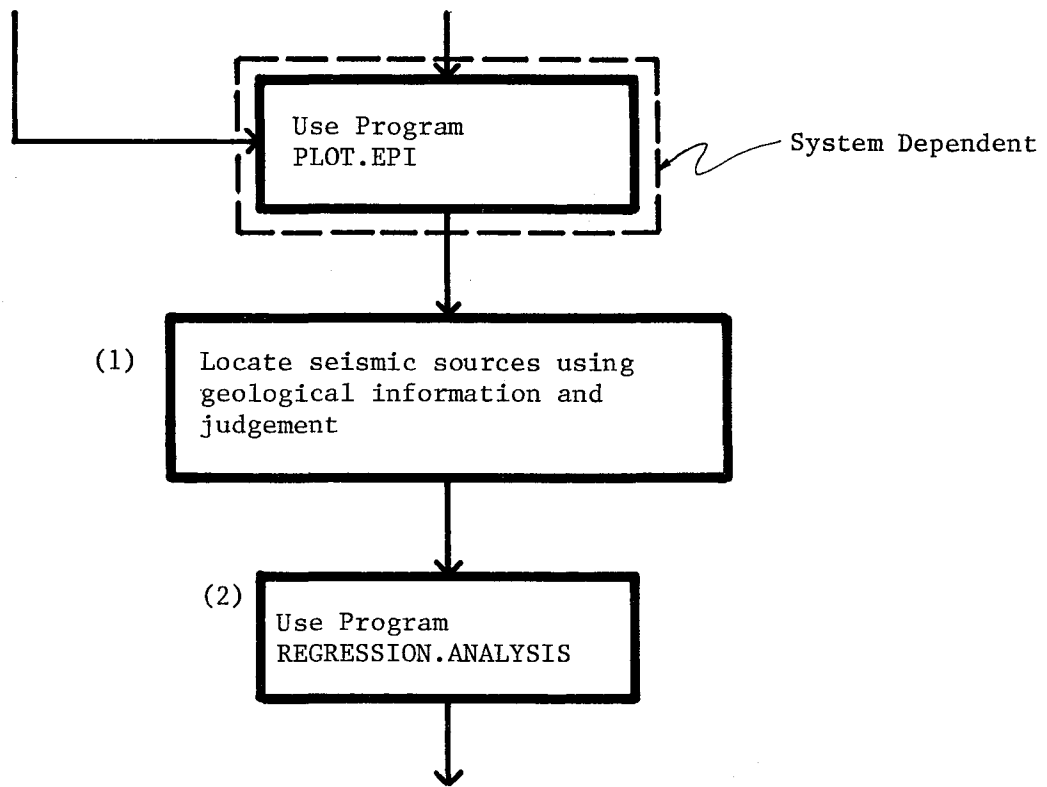 Use Program
PLOT.EPI
System Dependent
(1)
Locate seismic sources using
geological information and
judgement
(2)
Use Program
REGRESSION.ANALYSIS